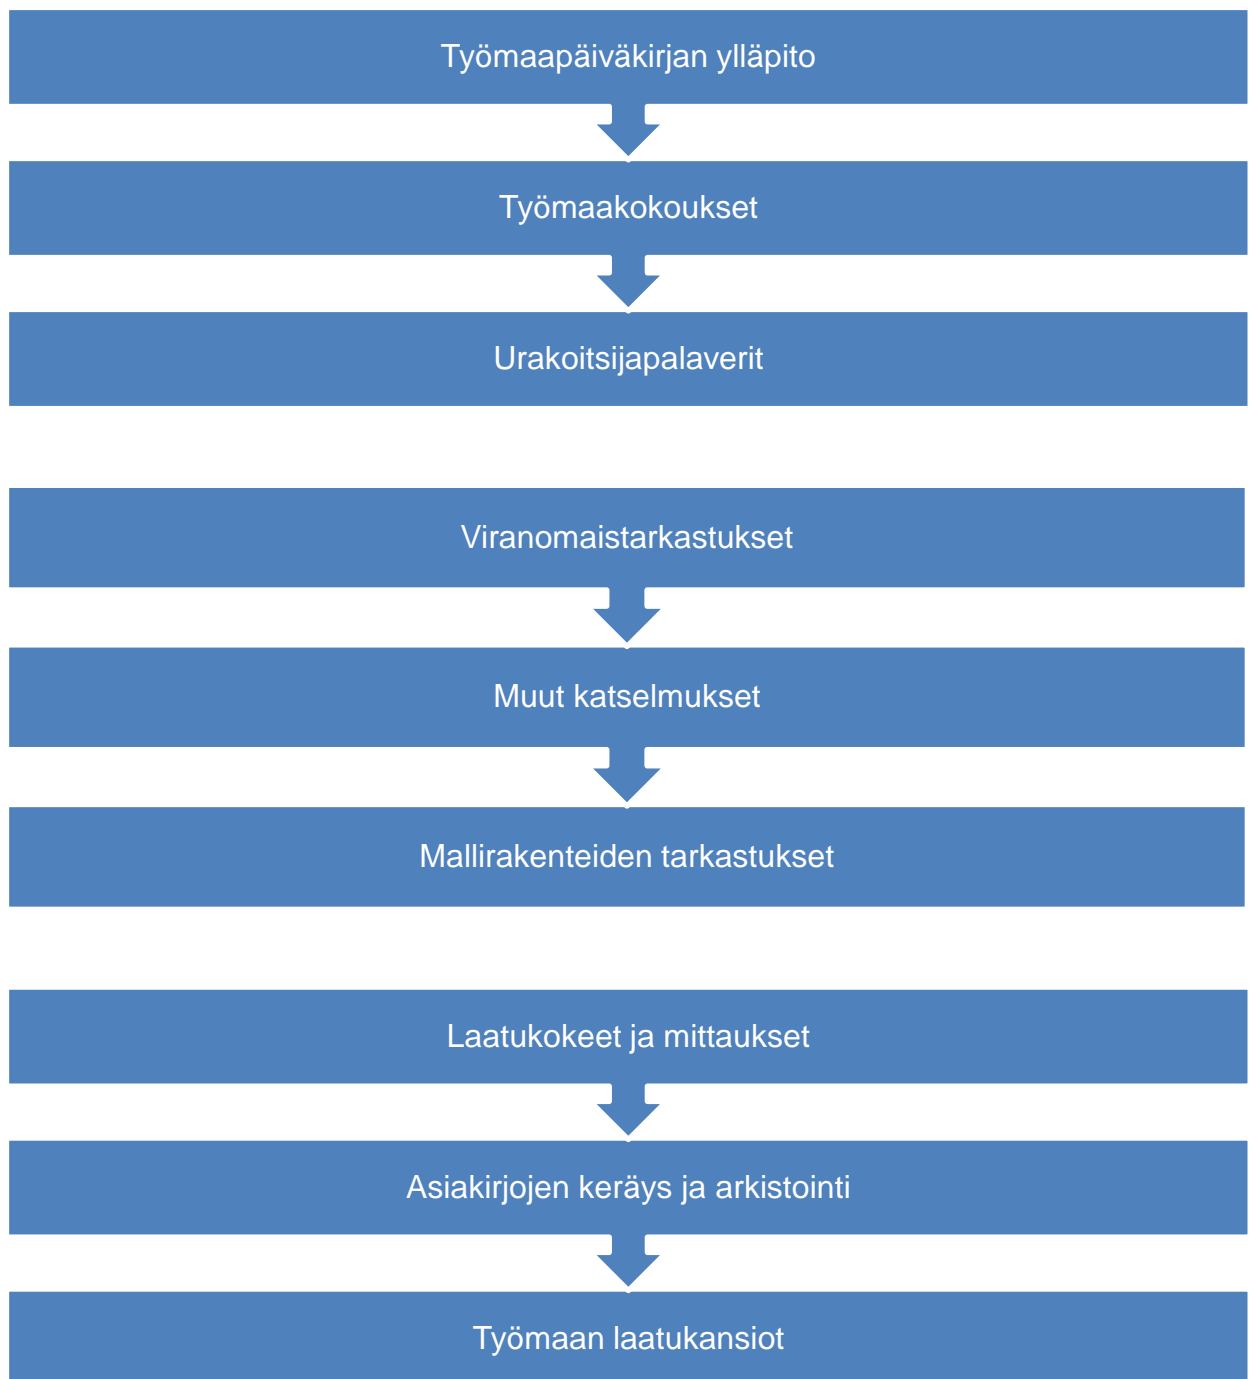 Työmaapäiväkirjan ylläpito
Työmaakokoukset
Urakoitsijapalaverit
Viranomaistarkastukset
Muut katselmukset
Mallirakenteiden tarkastukset
Laatukokeet ja mittaukset
Asiakirjojen keräys ja arkistointi
Työmaan laatukansiot